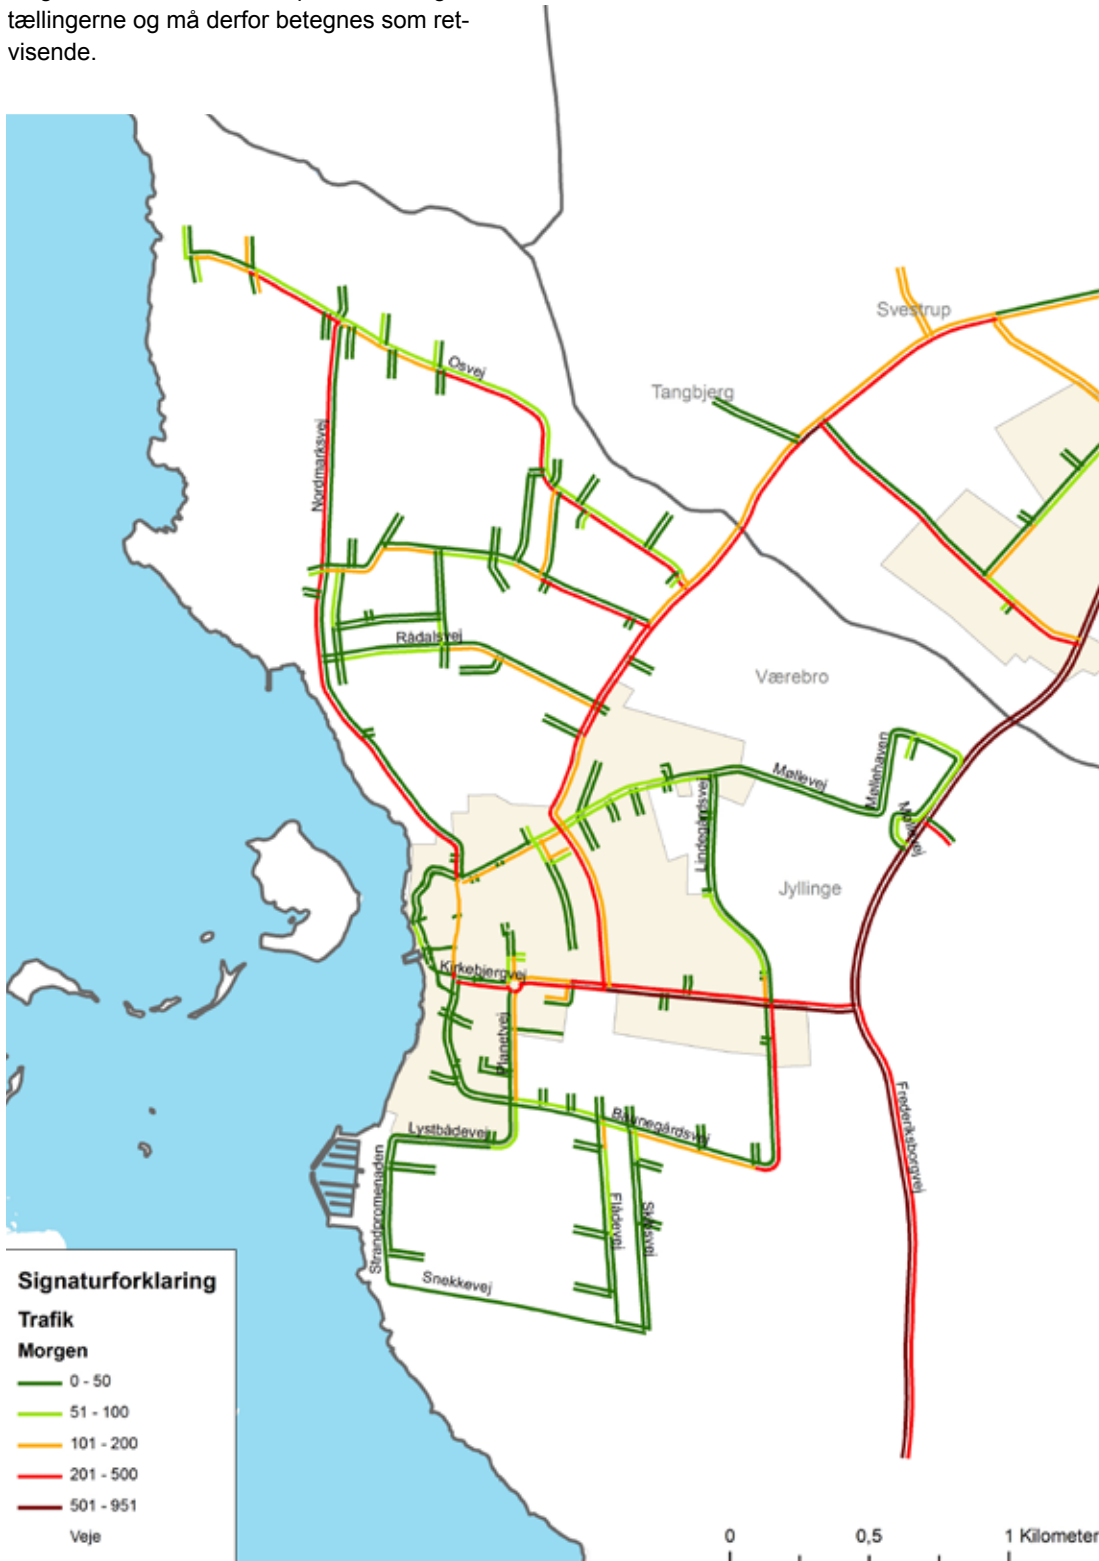 tællingerne og må derfor betegnes som ret-
visende.
Svestrup
Tangbjerg
Osvej
Nordmarksvej
Rådalsvej
Værebro
Møllevej
Møllehaven
Møllevej
Lindegårdsvej
Jyllinge
Kirkebjergvej
Planetvej
Frederiksborgvej
Baunegårdsvej
Lystbådevej
Strandpromenaden
Flådevej
Snekkevej
Signaturforklaring
Trafik
Morgen
0 - 50
51 - 100
101 - 200
201 - 500
501 - 951
Veje
0 0,5 1 Kilometer